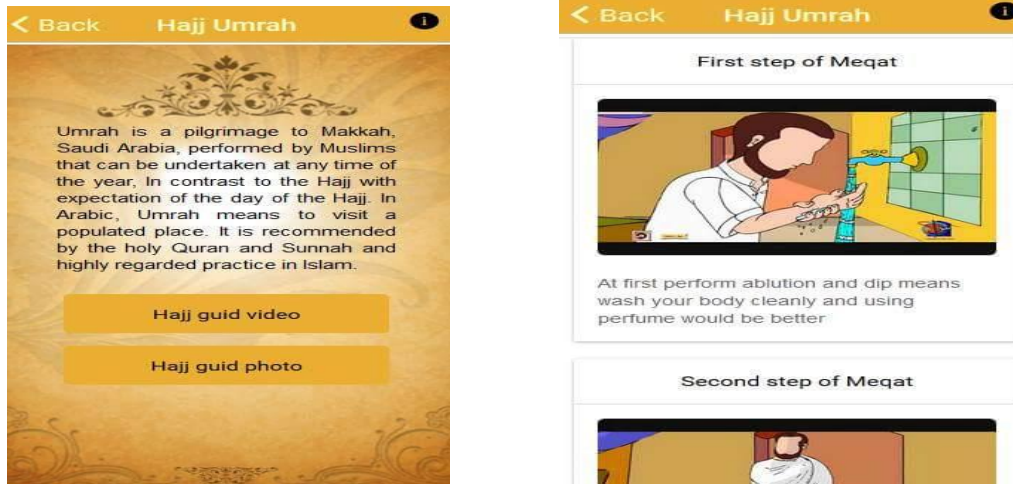 Back Hajj Umrah i
Umrah is a pilgrimage to Makkah,
Saudi Arabia, performed by Muslims
that can be undertaken at any time of
the year, In contrast to the Hajj with
expectation of the day of the Hajj. In
Arabic, Umrah means to visit a
populated place. It is recommended
by the holy Quran and Sunnah and
highly regarded practice in Islam.
Hajj guid video
Hajj guid photo
Back Hajj Umrah i
First step of Meqat
At first perform ablution and dip means
wash your body cleanly and using
perfume would be better
Second step of Meqat